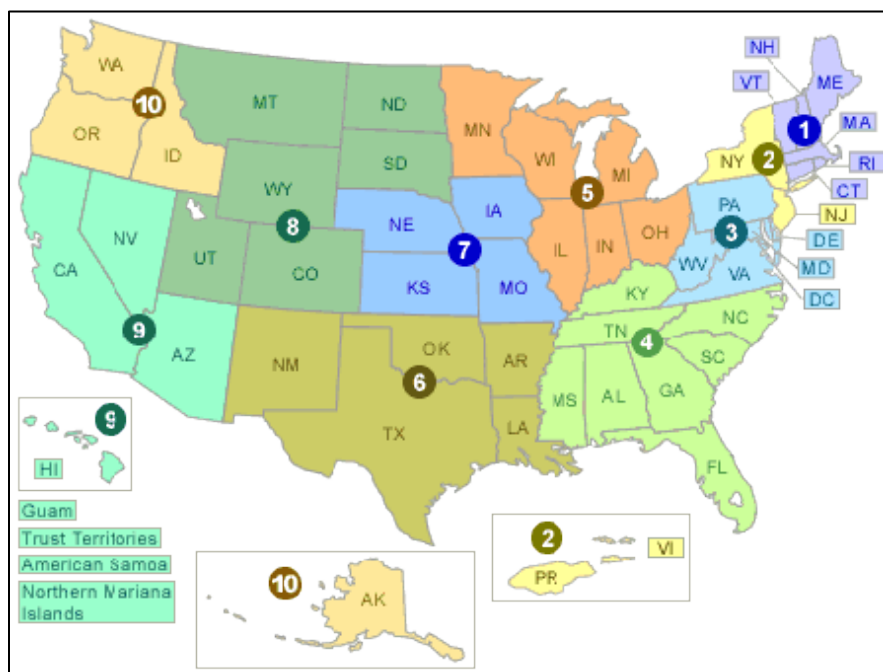 NH
VT
ME
WA
10
MT
ND
MN
1
MA
OR
ID
SD
WI
MI
NY
2
RI
CT
WY
5
PA
NJ
NV
8
NE
IA
3
DE
CA
UT
CO
7
IL
IN
OH
WV
VA
MD
KS
MO
KY
DC
9
AZ
NM
OK
6
AR
TN
4
NC
SC
TX
LA
MS
AL
GA
FL
9
HI
Guam
Trust Territories
American Samoa
Northern Mariana
Islands
10
AK
2
VI
PR